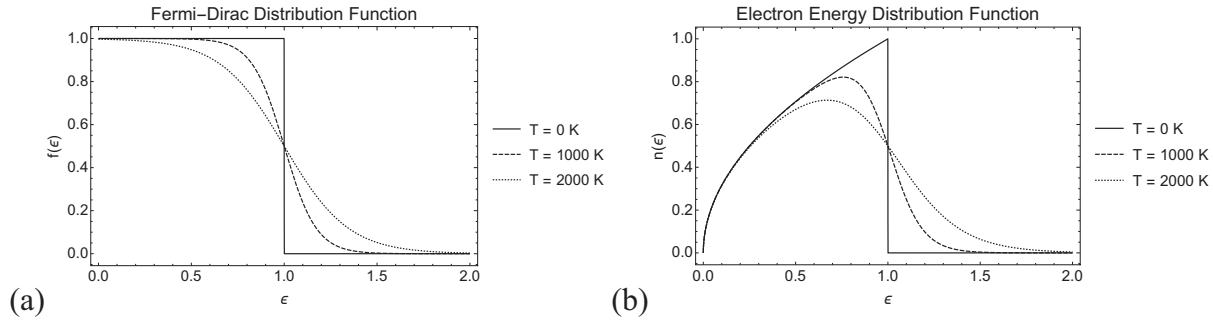 Fermi–Dirac Distribution Function
f(ϵ)
1.0
0.8
0.6
0.4
0.2
0.0
0.0 0.5 1.0 1.5 2.0
ϵ
T = 0 K
T = 1000 K
T = 2000 K
(a)
Electron Energy Distribution Function
n(ϵ)
1.0
0.8
0.6
0.4
0.2
0.0
0.0 0.5 1.0 1.5 2.0
ϵ
T = 0 K
T = 1000 K
T = 2000 K
(b)